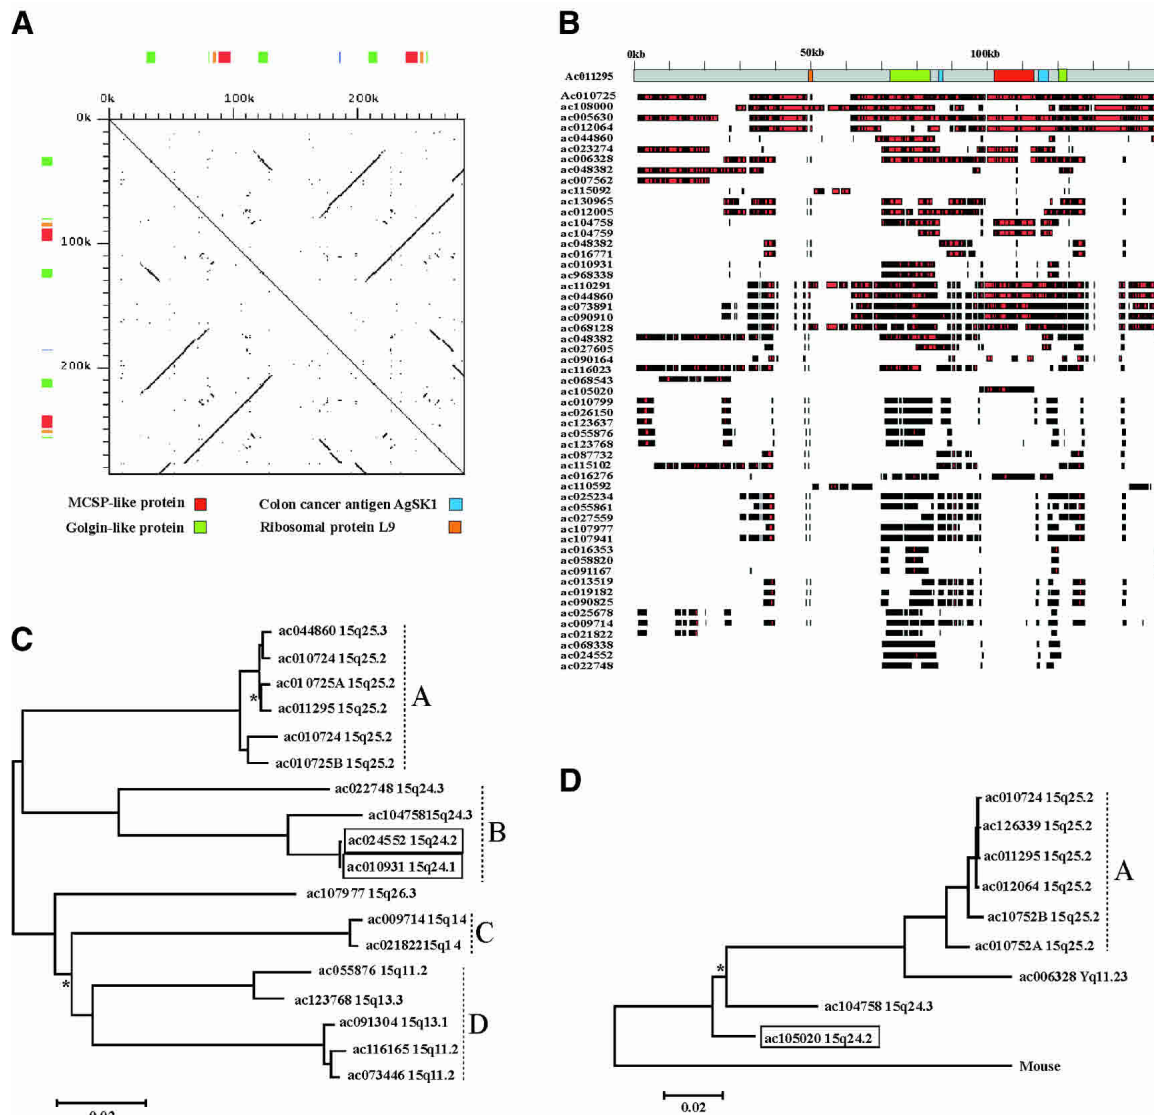 A
0k
100k
200k
0k
100k
200k
MCSP-like protein
Colon cancer antigen AgSK1
Golgin-like protein
Ribosomal protein L9
B
0kb
50kb
100kb
Ac011295
Ac010725
ac108000
ac005630
ac012064
ac044860
ac023274
ac006328
ac048382
ac007562
ac115092
ac130965
ac012005
ac104758
ac104759
ac048382
ac016771
ac010931
ac968338
ac110291
ac044860
ac073891
ac090910
ac068128
ac048382
ac027605
ac090164
ac116023
ac068543
ac105020
ac010799
ac026150
ac123637
ac055876
ac123768
ac087732
ac115102
ac016276
ac110592
ac025234
ac055861
ac027559
ac107977
ac107941
ac016353
ac058820
ac091167
ac013519
ac019182
ac090825
ac025678
ac009714
ac021822
ac068338
ac024552
ac022748
C
ac044860 15q25.3
ac010724 15q25.2
ac010725A 15q25.2
*
ac011295 15q25.2
A
ac010724 15q25.2
ac010725B 15q25.2
ac022748 15q24.3
ac10475815q24.3
ac024552 15q24.2
B
ac010931 15q24.1
ac107977 15q26.3
ac009714 15q14
C
ac02182215q14
*
ac055876 15q11.2
ac123768 15q13.3
ac091304 15q13.1
D
ac116165 15q11.2
ac073446 15q11.2
0.02
D
ac010724 15q25.2
ac126339 15q25.2
ac011295 15q25.2
A
ac012064 15q25.2
ac10752B 15q25.2
ac010752A 15q25.2
*
ac006328 Yq11.23
ac104758 15q24.3
ac105020 15q24.2
Mouse
0.02